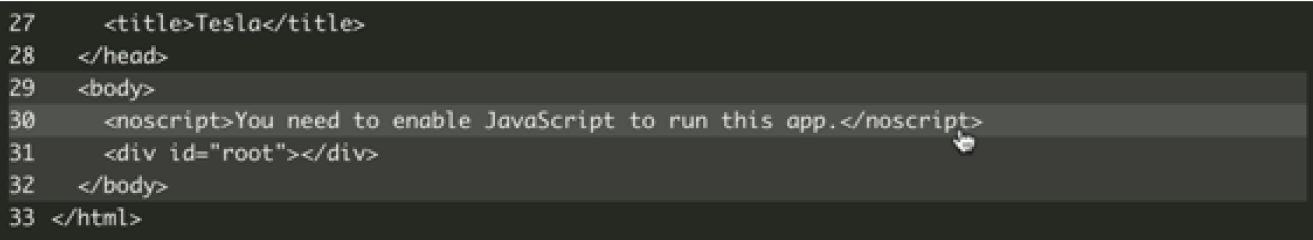 27 <title>Tesla</title>
28 </head>
29 <body>
30 <noscript>You need to enable JavaScript to run this app.</noscript>
31 <div id="root"></div>
32 </body>
33 </html>